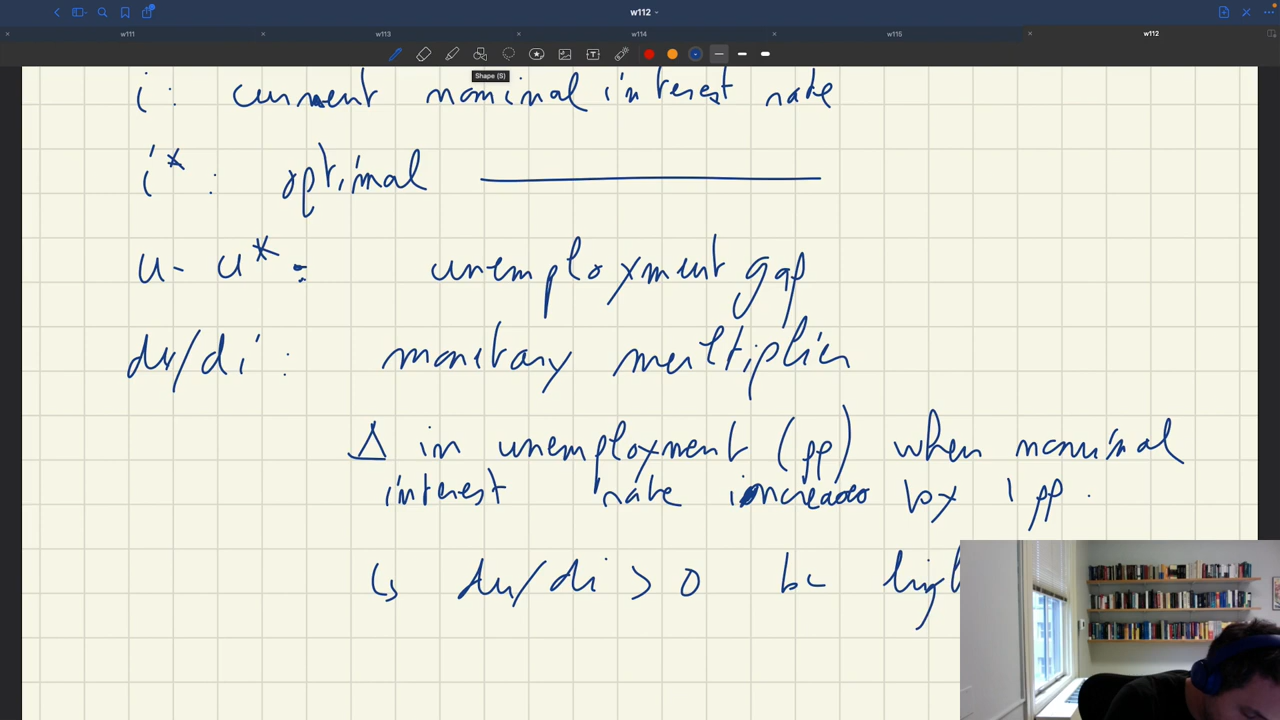 w112
w111
w113
w114
w115
w112
Shape (S)
i : current nominal interest rate
i* : optimal
u - u* : unemployment gap
du/di : monetary multiplier
Δ in unemployment (pp) when nominal
interest rate increases by 1 pp.
↳ du/di > 0 bc